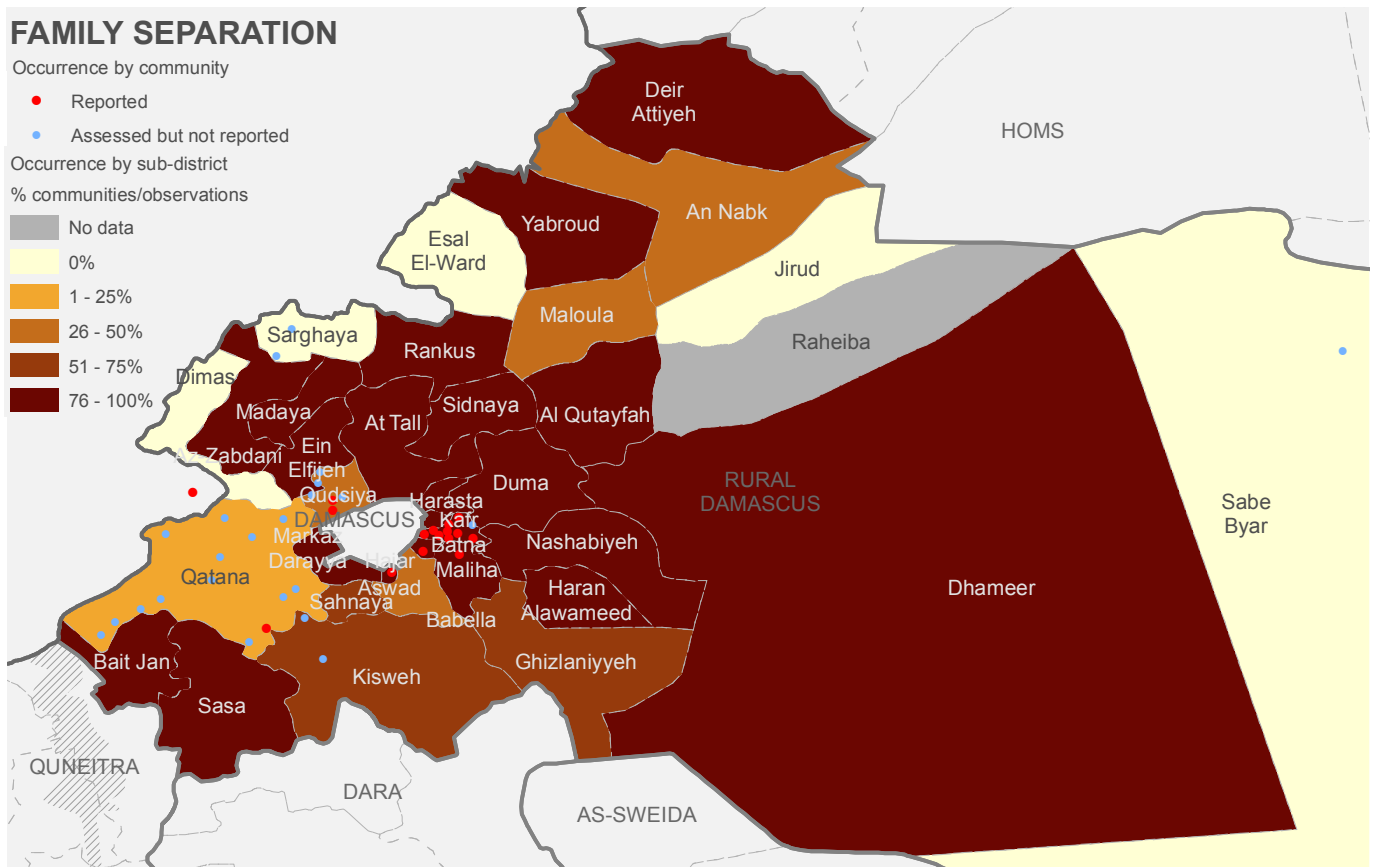 FAMILY SEPARATION
Occurrence by community
Reported
Assessed but not reported
Occurrence by sub-district
% communities/observations
No data
0%
1 - 25%
26 - 50%
51 - 75%
76 - 100%
Deir
Attiyeh
HOMS
An Nabk
Yabroud
Esal
El-Ward
Jirud
Maloula
Sarghaya
Raheiba
Rankus
Dimas
Madaya
Sidnaya
At Tall
Al Qutayfah
Az-Zabdani
Ein
Elfijeh
Duma
RURAL
DAMASCUS
Qudsiya
Harasta
Sabe
Byar
DAMASCUS
Kafr
Batna
Markaz
Darayya
Nashabiyeh
Hajar
Aswad
Maliha
Qatana
Haran
Alawameed
Dhameer
Sahnaya
Babella
Bait Jan
Ghizlaniyyeh
Kisweh
Sasa
QUNEITRA
DARA
AS-SWEIDA